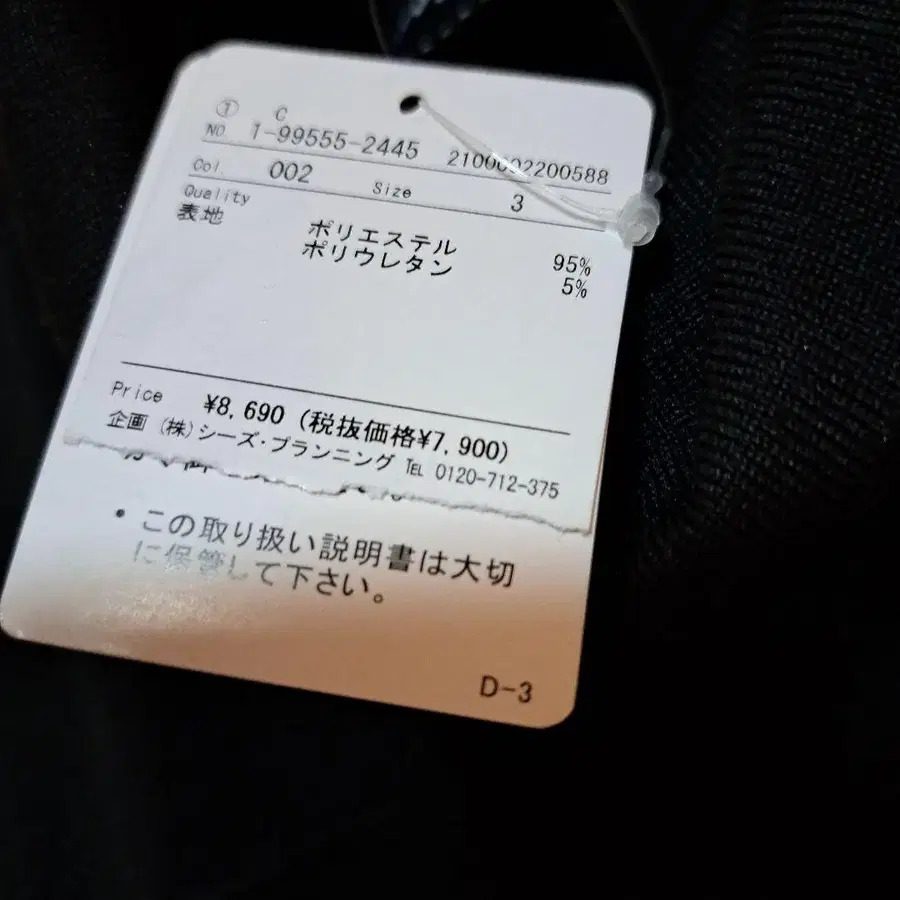 ① C
NO. 1-99555-2445 2100002200588
Col. 002 Size 3
Quality
表地 ポリエステル 95%
ポリウレタン 5%
Price ¥8,690 (税抜価格¥7,900)
企画 (株)シーズ・プランニング ℡ 0120-712-375
・この取り扱い説明書は大切
に保管して下さい。
D-3